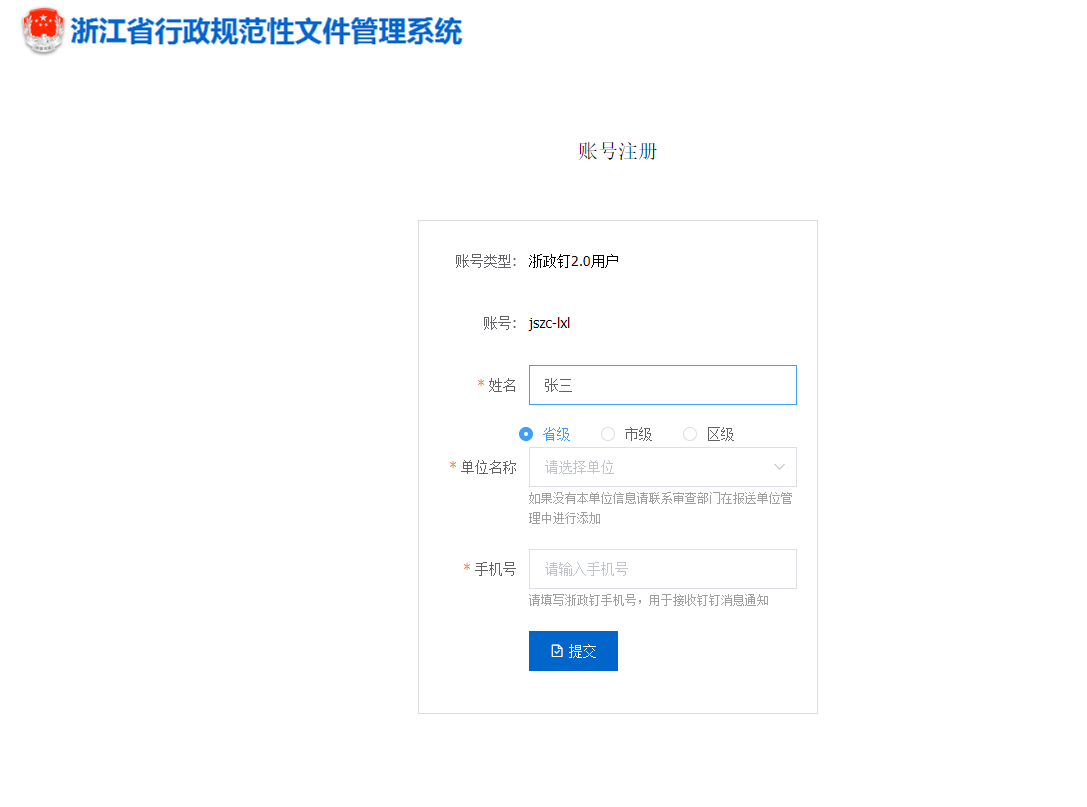 浙江省行政规范性文件管理系统
账号注册
账号类型： 浙政钉2.0用户
账号： jszc-lxl
* 姓名 张三
省级 市级 区级
* 单位名称 请选择单位
如果没有本单位信息请联系审查部门在报送单位管
理中进行添加
* 手机号 请输入手机号
请填写浙政钉手机号，用于接收钉钉消息通知
提交